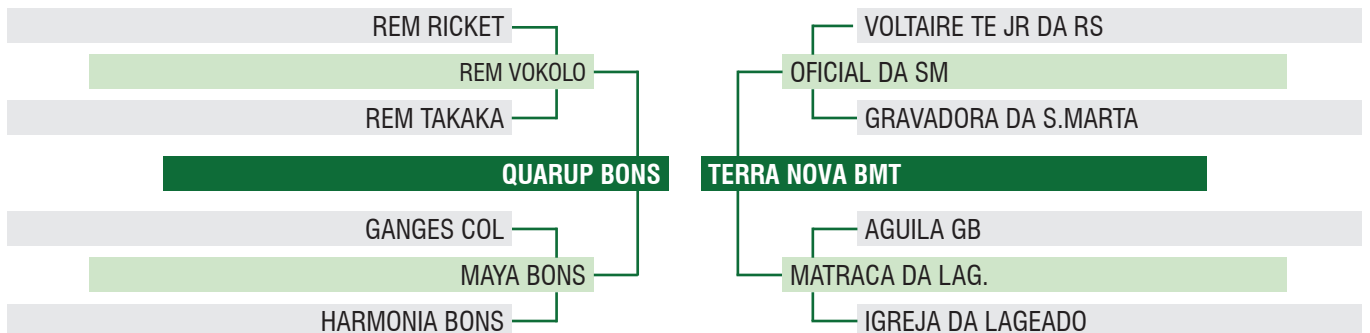 REM RICKET
REM VOKOLO
REM TAKAKA
QUARUP BONS
GANGES COL
MAYA BONS
HARMONIA BONS
VOLTAIRE TE JR DA RS
OFICIAL DA SM
GRAVADORA DA S.MARTA
TERRA NOVA BMT
AGUILA GB
MATRACA DA LAG.
IGREJA DA LAGEADO